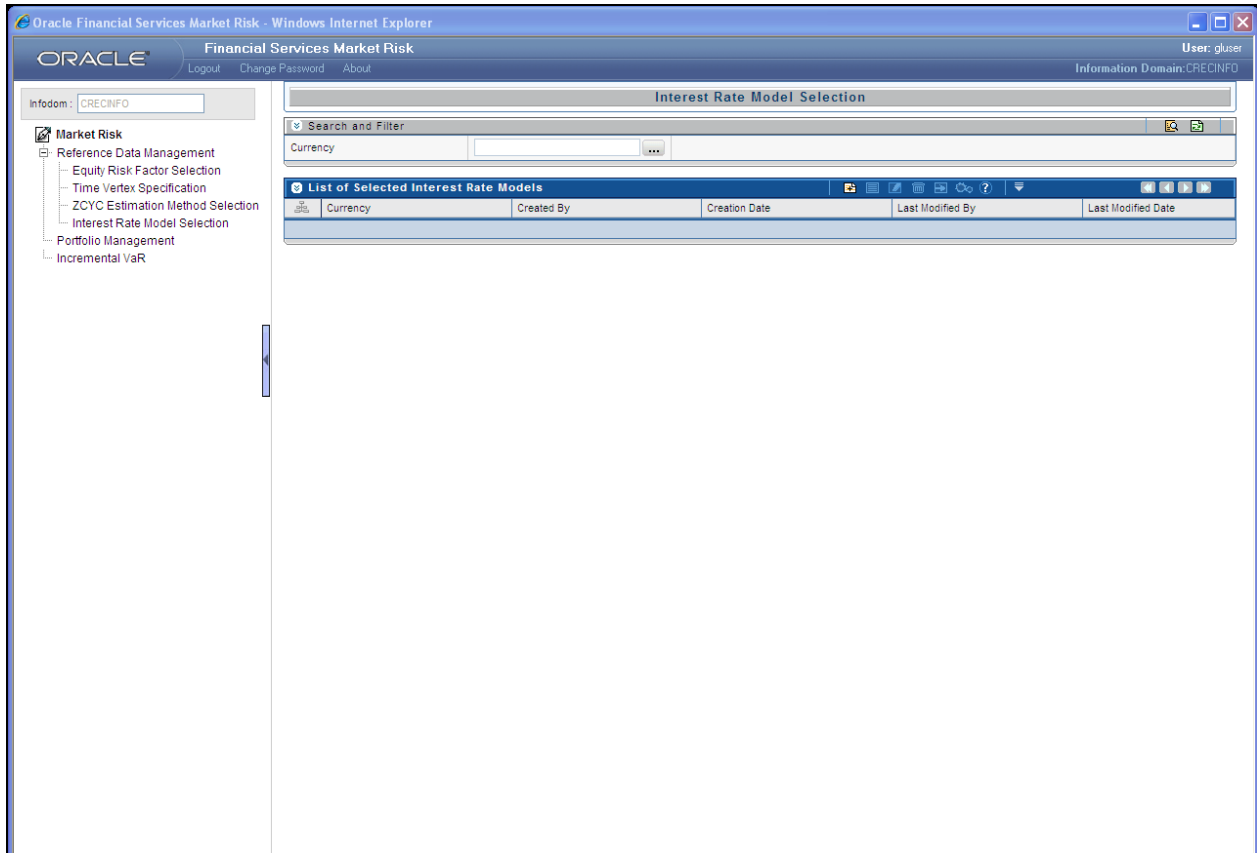 Oracle Financial Services Market Risk - Windows Internet Explorer
ORACLE
Financial Services Market Risk
User: gluser
Logout Change Password About
Information Domain:CRECINFO
Infodom : CRECINFO
Market Risk
Reference Data Management
Equity Risk Factor Selection
Time Vertex Specification
ZCYC Estimation Method Selection
Interest Rate Model Selection
Portfolio Management
Incremental VaR
Interest Rate Model Selection
Search and Filter
Currency ...
List of Selected Interest Rate Models
Currency Created By Creation Date Last Modified By Last Modified Date